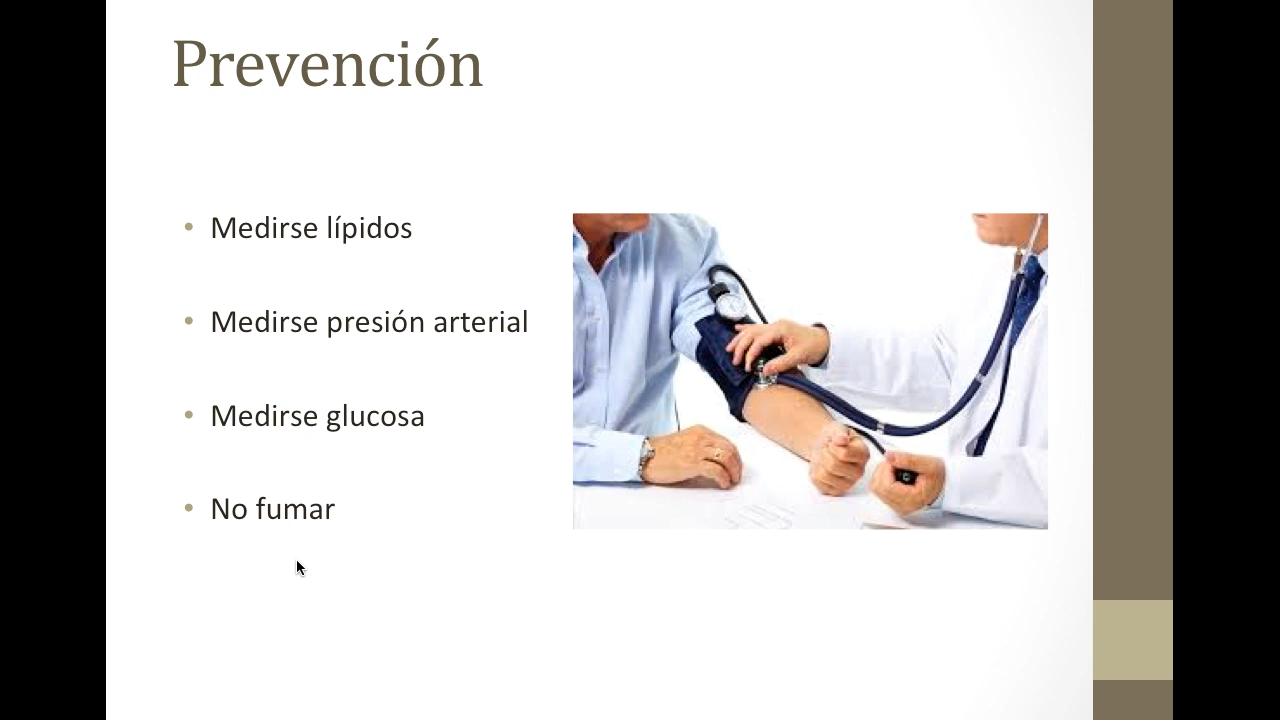 Prevención
• Medirse lípidos
• Medirse presión arterial
• Medirse glucosa
• No fumar